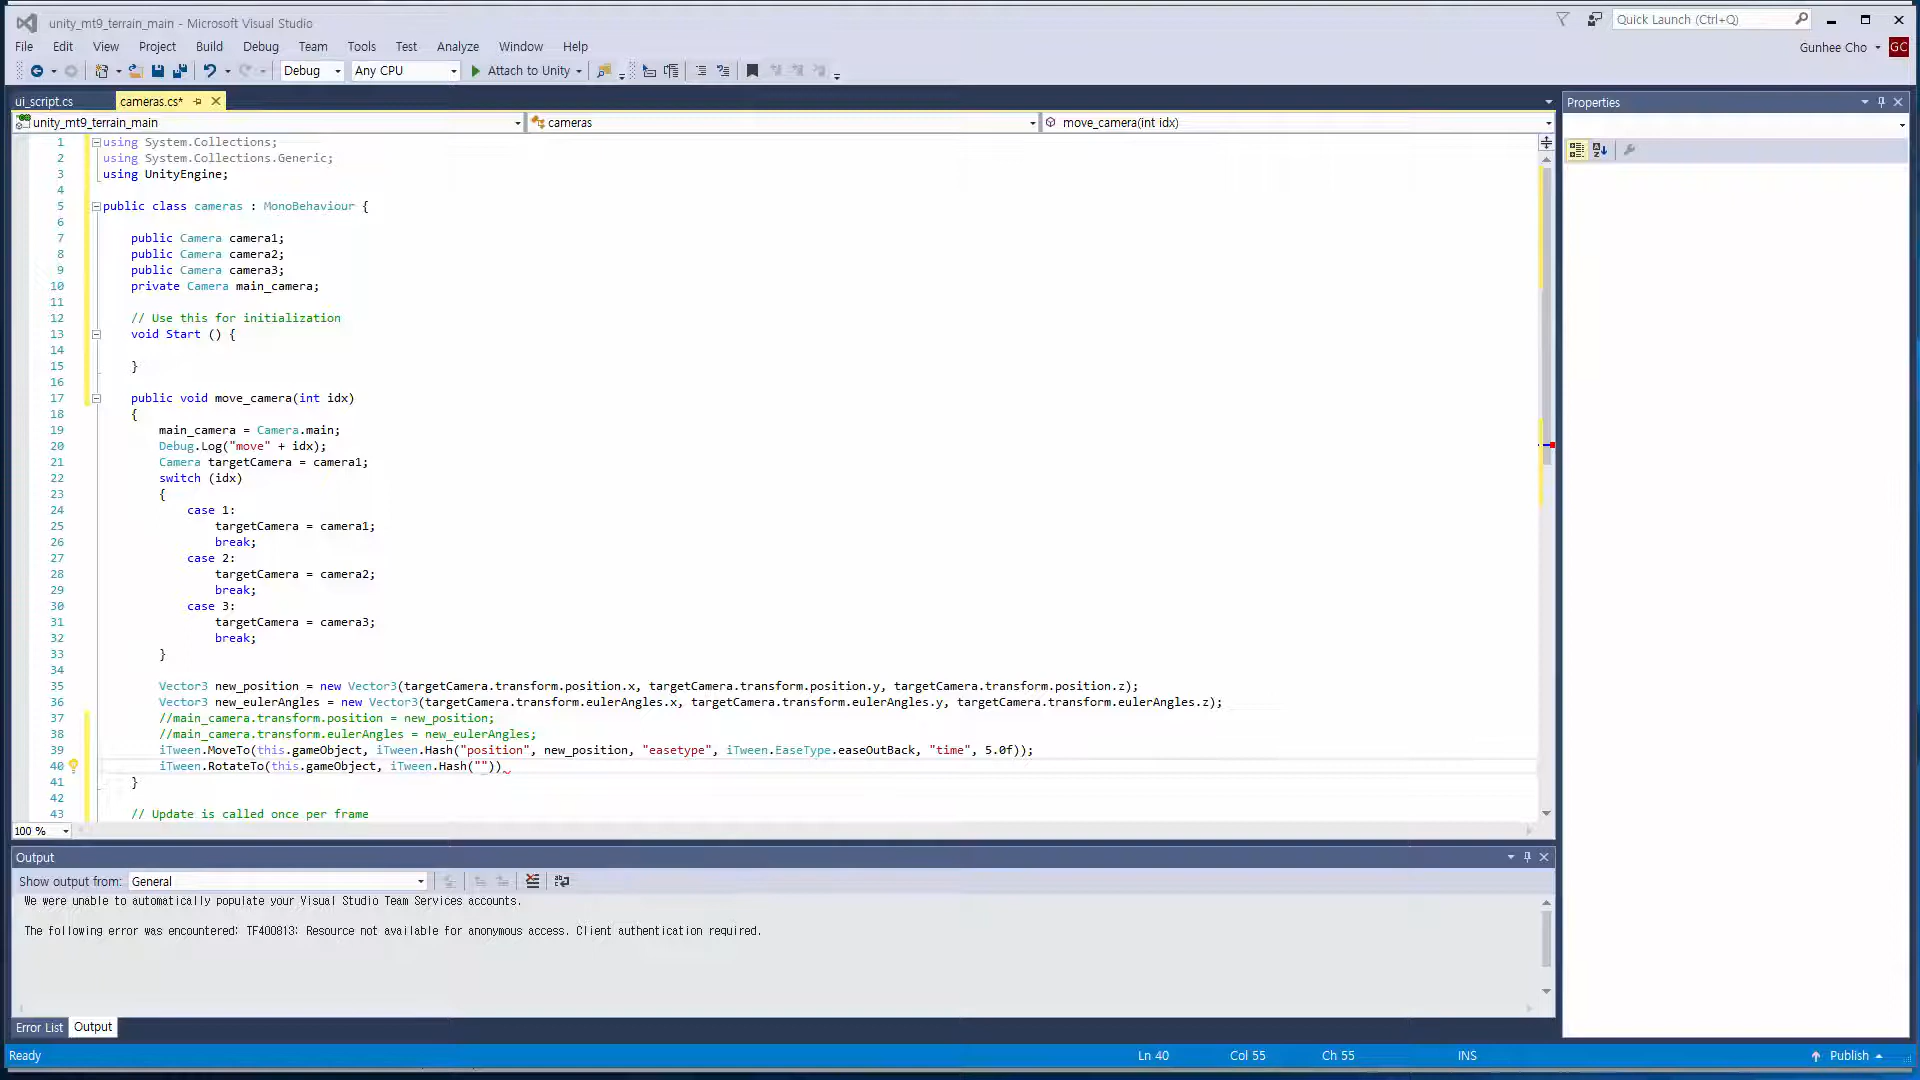 unity_mt9_terrain_main - Microsoft Visual Studio
Quick Launch (Ctrl+Q)
File Edit View Project Build Debug Team Tools Test Analyze Window Help
Gunhee Cho GC
Debug Any CPU Attach to Unity
ui_script.cs cameras.cs*
Properties
unity_mt9_terrain_main cameras move_camera(int idx)
1 using System.Collections;
2 using System.Collections.Generic;
3 using UnityEngine;
4
5 public class cameras : MonoBehaviour {
6
7 public Camera camera1;
8 public Camera camera2;
9 public Camera camera3;
10 private Camera main_camera;
11
12 // Use this for initialization
13 void Start () {
14
15 }
16
17 public void move_camera(int idx)
18 {
19 main_camera = Camera.main;
20 Debug.Log("move" + idx);
21 Camera targetCamera = camera1;
22 switch (idx)
23 {
24 case 1:
25 targetCamera = camera1;
26 break;
27 case 2:
28 targetCamera = camera2;
29 break;
30 case 3:
31 targetCamera = camera3;
32 break;
33 }
34
35 Vector3 new_position = new Vector3(targetCamera.transform.position.x, targetCamera.transform.position.y, targetCamera.transform.position.z);
36 Vector3 new_eulerAngles = new Vector3(targetCamera.transform.eulerAngles.x, targetCamera.transform.eulerAngles.y, targetCamera.transform.eulerAngles.z);
37 //main_camera.transform.position = new_position;
38 //main_camera.transform.eulerAngles = new_eulerAngles;
39 iTween.MoveTo(this.gameObject, iTween.Hash("position", new_position, "easetype", iTween.EaseType.easeOutBack, "time", 5.0f));
40 iTween.RotateTo(this.gameObject, iTween.Hash(""))
41 }
42
43 // Update is called once per frame
100 %
Output
Show output from: General
We were unable to automatically populate your Visual Studio Team Services accounts.
The following error was encountered: TF400813: Resource not available for anonymous access. Client authentication required.
Error List Output
Ready Ln 40 Col 55 Ch 55 INS Publish